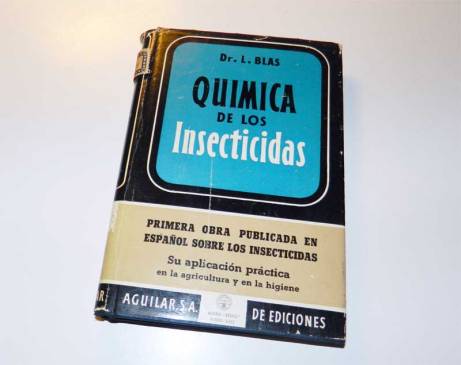 Dr. L. BLAS
QUIMICA
DE LOS
Insecticidas
PRIMERA OBRA PUBLICADA EN
ESPAÑOL SOBRE LOS INSECTICIDAS
Su aplicación práctica
en la agricultura y en la higiene
AGUILAR, S.A. DE EDICIONES